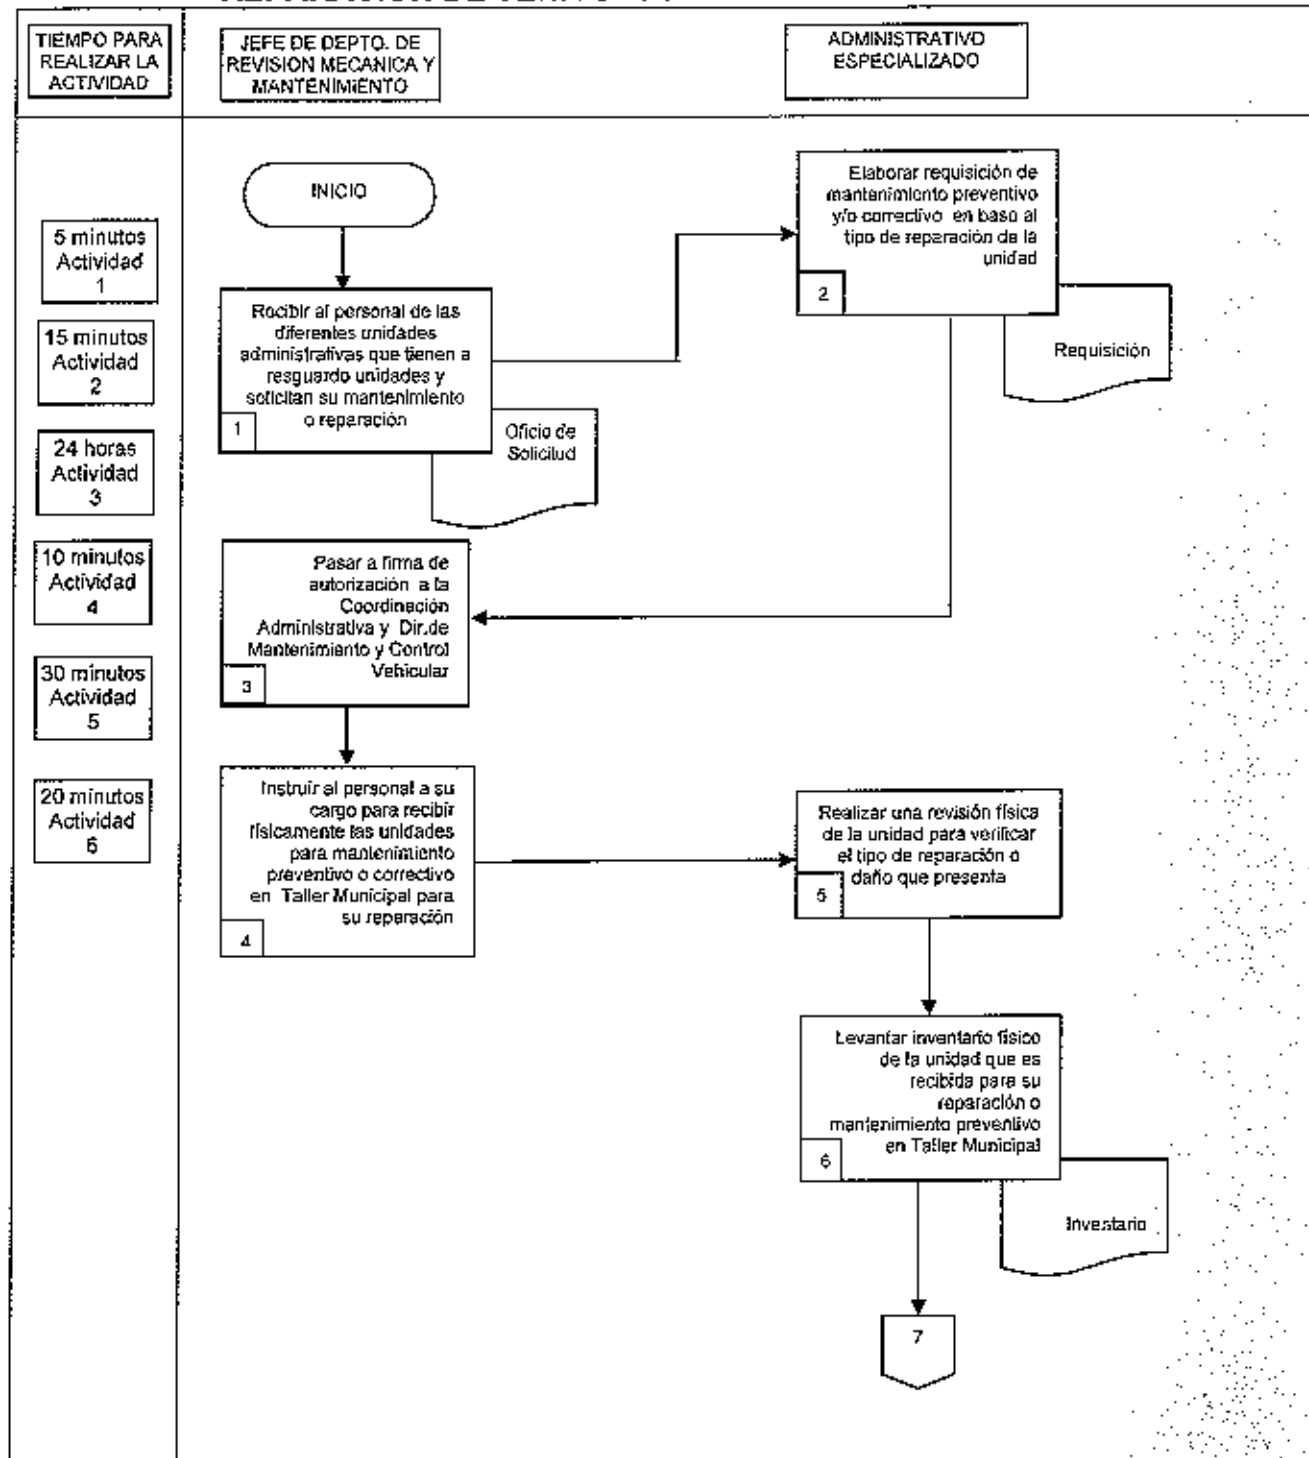 TIEMPO PARA
REALIZAR LA
ACTIVIDAD
JEFE DE DEPTO. DE
REVISION MECANICA Y
MANTENIMIENTO
ADMINISTRATIVO
ESPECIALIZADO
5 minutos
Actividad
1
15 minutos
Actividad
2
24 horas
Actividad
3
10 minutos
Actividad
4
30 minutos
Actividad
5
20 minutos
Actividad
6
INICIO
Recibir al personal de las
diferentes unidades
administrativas que tienen a
resguardo unidades y
solicitan su mantenimiento
o reparación
1
Oficio de
Solicitud
Elaborar requisición de
mantenimiento preventivo
y/o correctivo en base al
tipo de reparación de la
unidad
2
Requisición
Pasar a firma de
autorización a la
Coordinación
Administrativa y Dir.de
Mantenimiento y Control
Vehicular
3
Instruir al personal a su
cargo para recibir
físicamente las unidades
para mantenimiento
preventivo o correctivo
en Taller Municipal para
su reparación
4
Realizar una revisión física
de la unidad para verificar
el tipo de reparación o
daño que presenta
5
Levantar inventario físico
de la unidad que es
recibida para su
reparación o
mantenimiento preventivo
en Taller Municipal
6
Inventario
7